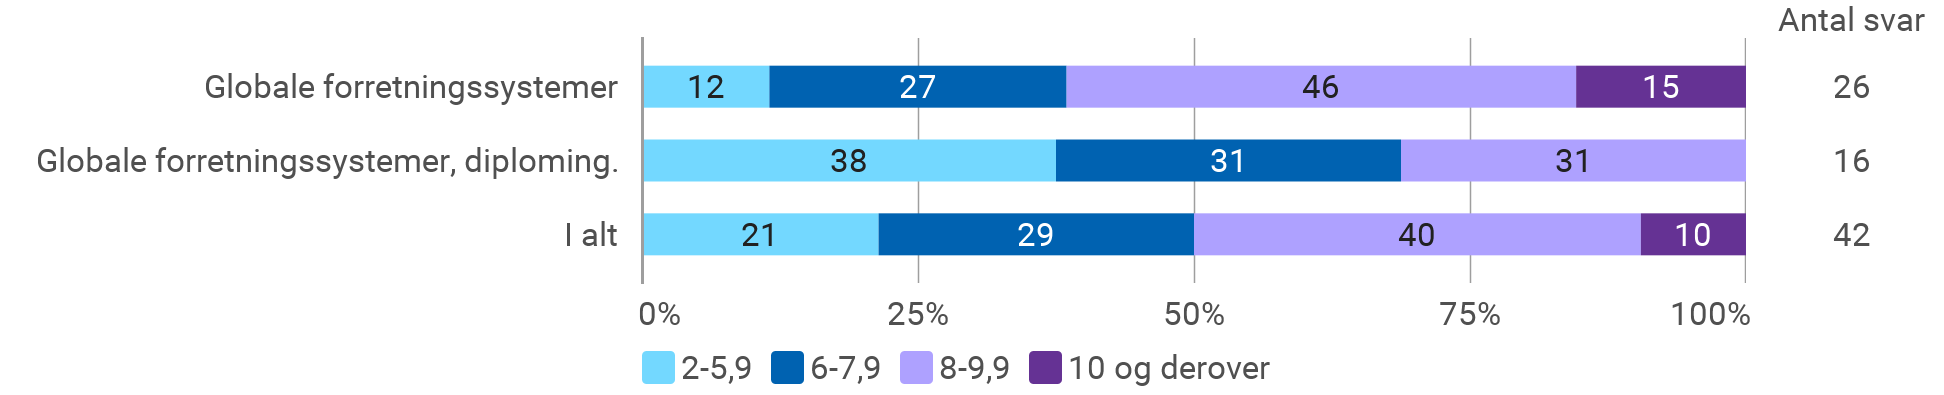 Antal svar
Globale forretningssystemer 12 27 46 15 26
Globale forretningssystemer, diploming. 38 31 31 16
I alt 21 29 40 10 42
0% 25% 50% 75% 100%
2-5,9 6-7,9 8-9,9 10 og derover